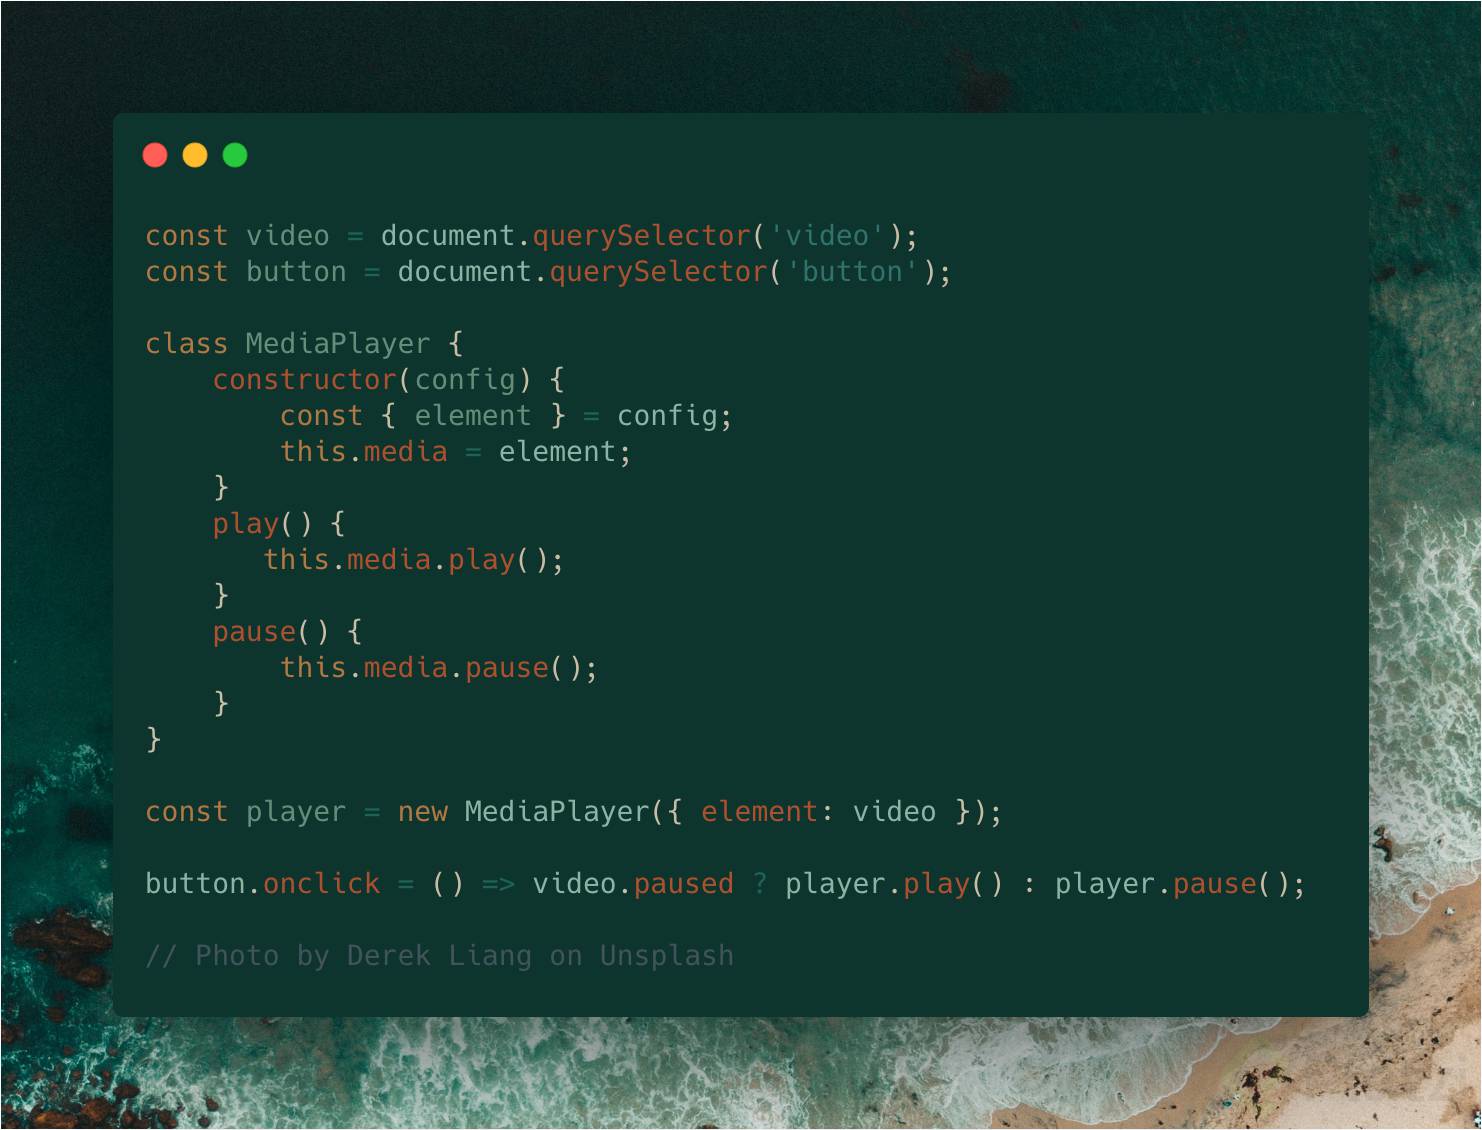 const video = document.querySelector('video');
const button = document.querySelector('button');
class MediaPlayer {
    constructor(config) {
        const { element } = config;
        this.media = element;
    }
    play() {
       this.media.play();
    }
    pause() {
        this.media.pause();
    }
}
const player = new MediaPlayer({ element: video });
button.onclick = () => video.paused ? player.play() : player.pause();
// Photo by Derek Liang on Unsplash